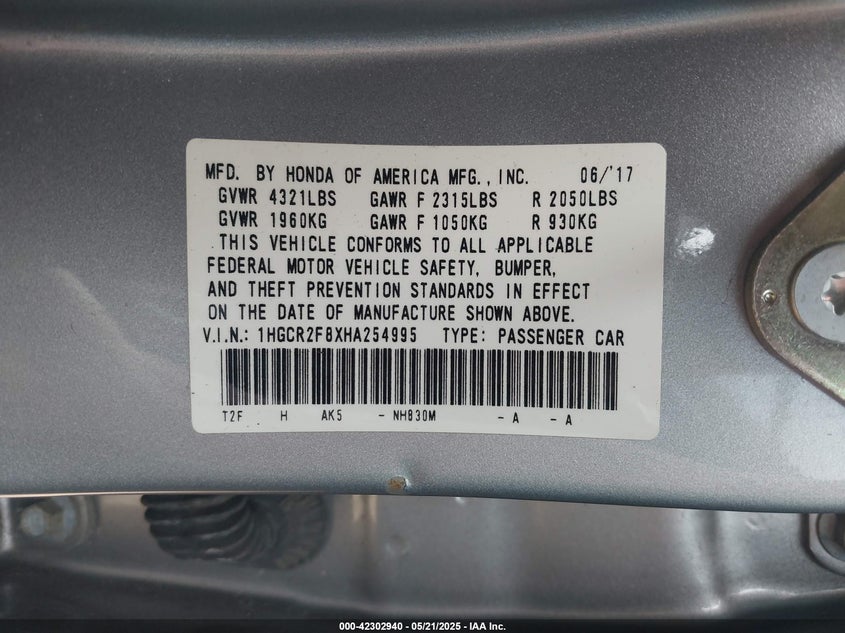 MFD. BY HONDA OF AMERICA MFG., INC. 06/'17
GVWR 4321LBS GAWR F 2315LBS R 2050LBS
GVWR 1960KG GAWR F 1050KG R 930KG
THIS VEHICLE CONFORMS TO ALL APPLICABLE
FEDERAL MOTOR VEHICLE SAFETY, BUMPER,
AND THEFT PREVENTION STANDARDS IN EFFECT
ON THE DATE OF MANUFACTURE SHOWN ABOVE.
V.I.N.: 1HGCR2F8XHA254995 TYPE: PASSENGER CAR
T2F H AK5 - NH830M - A - A
000-42302940 - 05/21/2025 - IAA Inc.